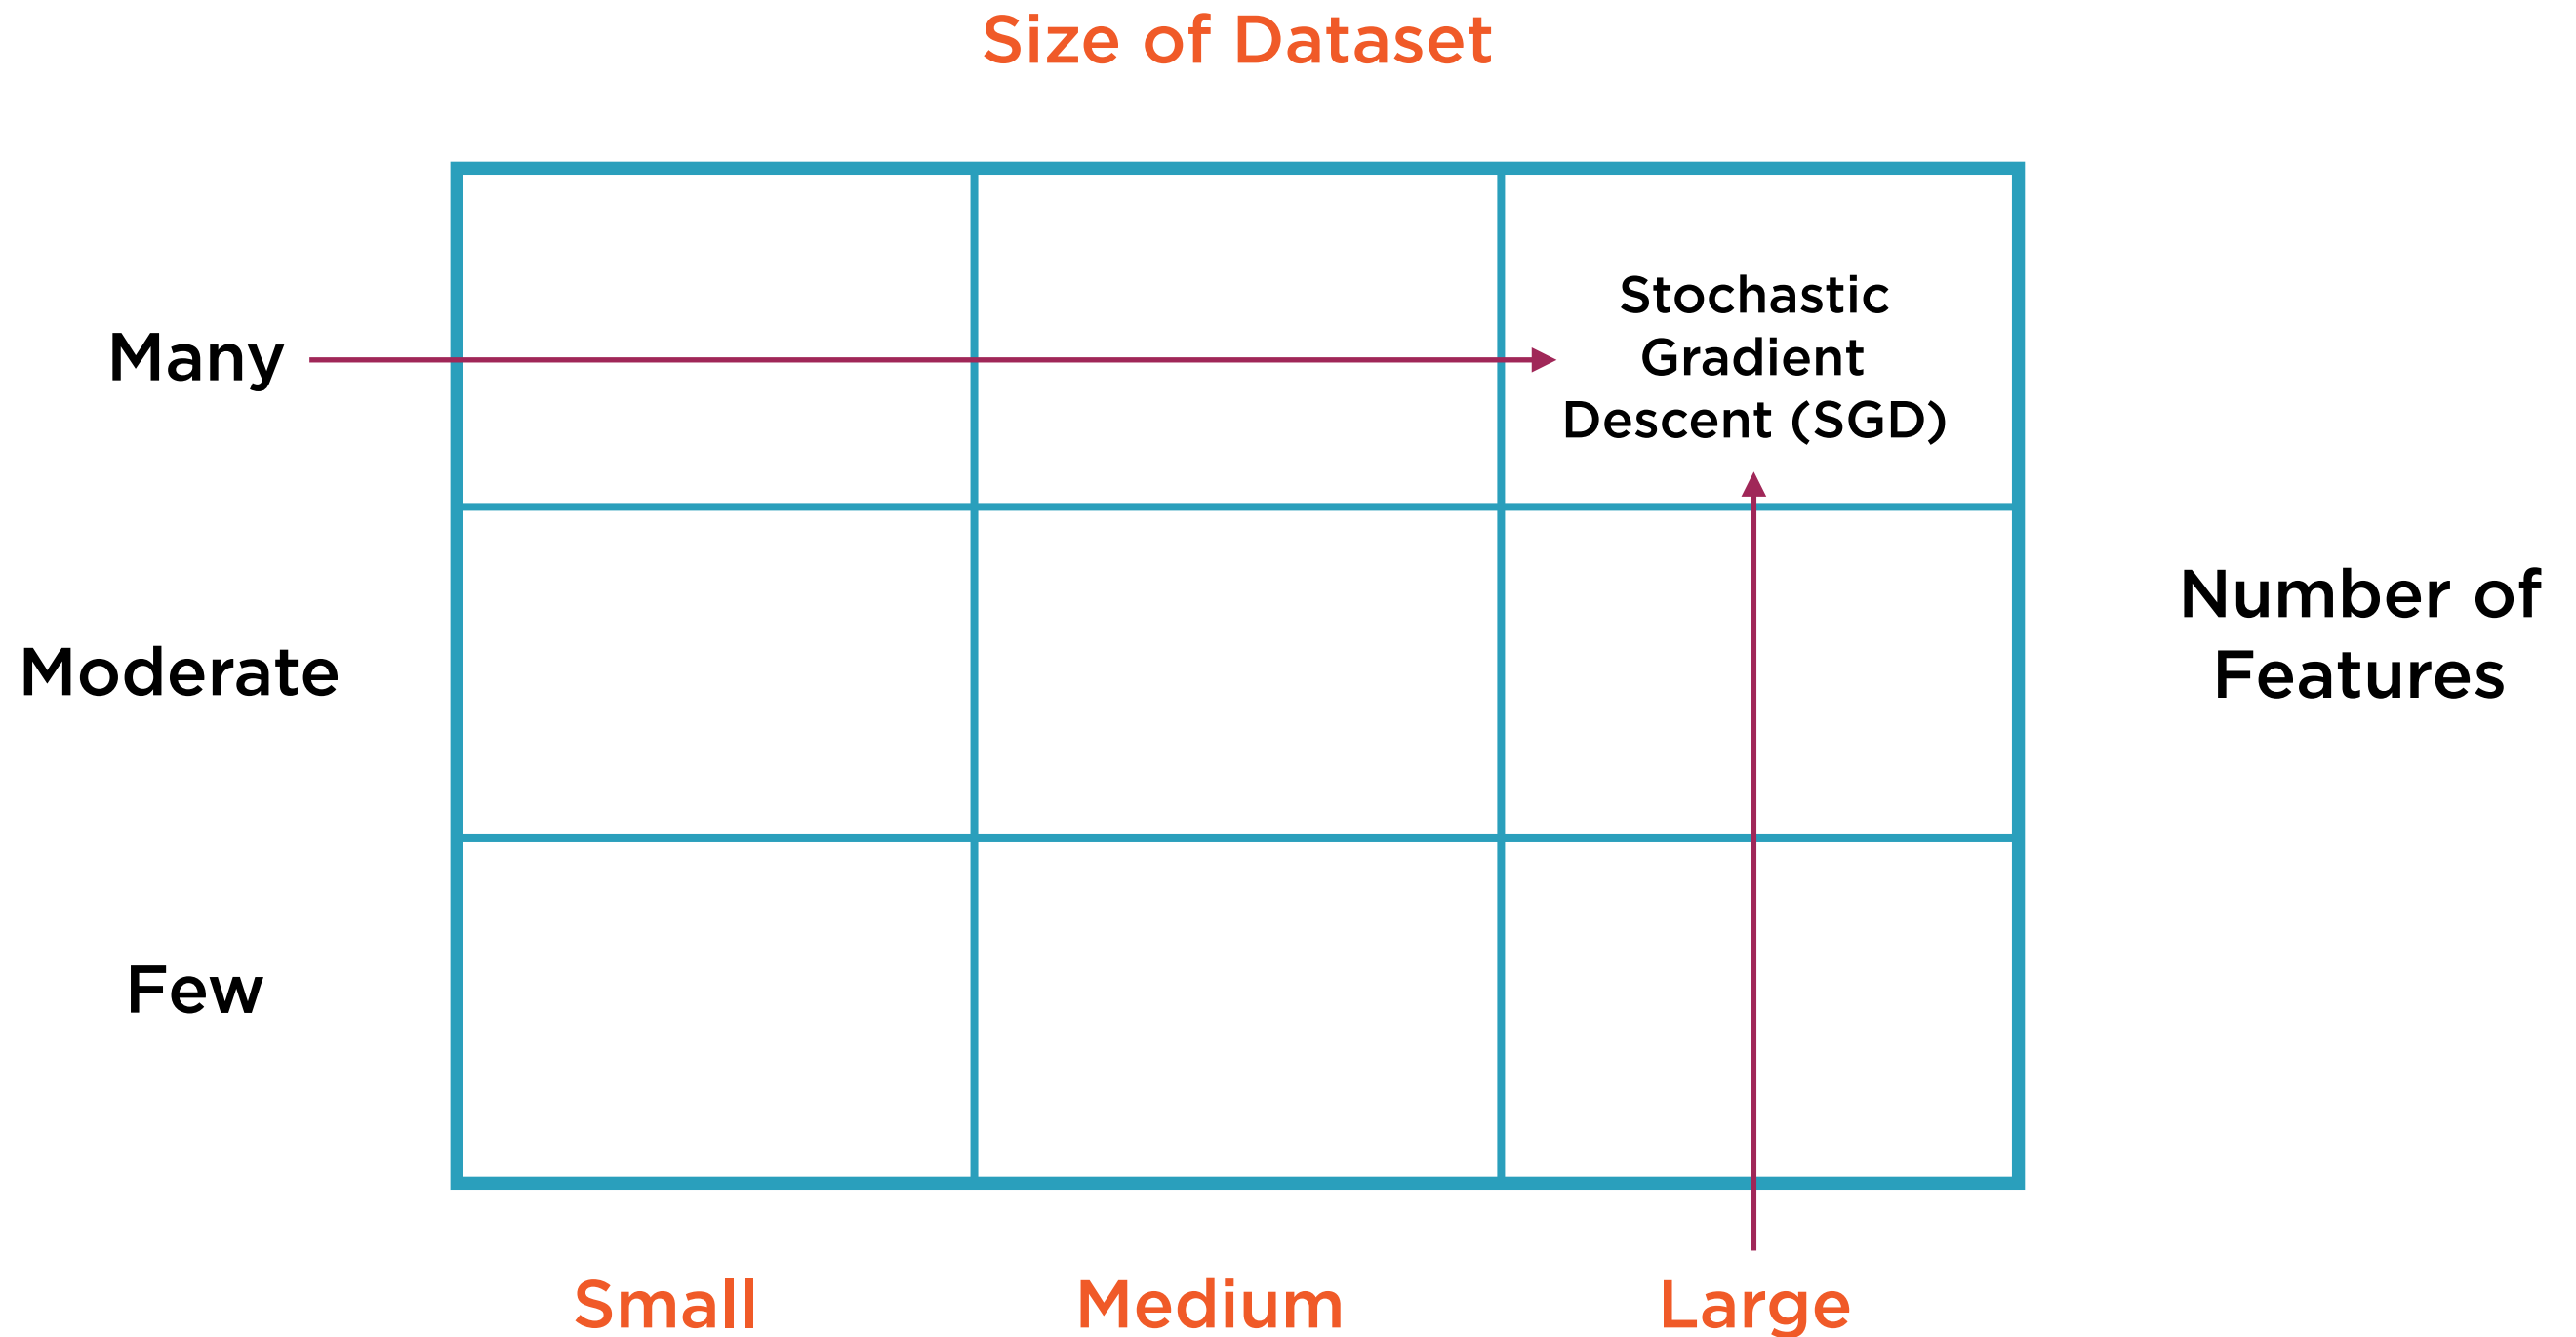 Size of Dataset
Many
Stochastic
Gradient
Descent (SGD)
Moderate
Number of
Features
Few
Small
Medium
Large